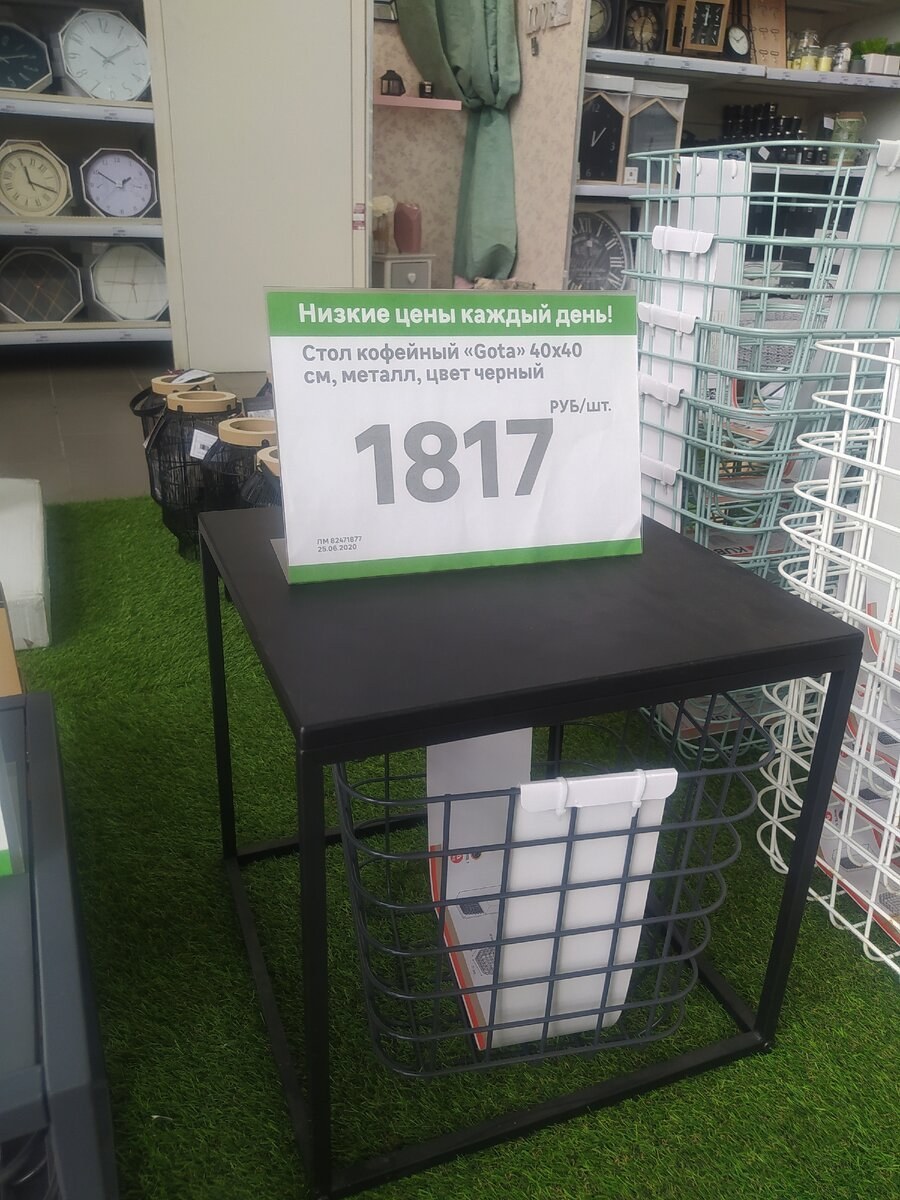 Низкие цены каждый день!
Стол кофейный «Gota» 40x40
см, металл, цвет черный
РУБ/шт.
1817
ЛМ 82471877
25.06.2020